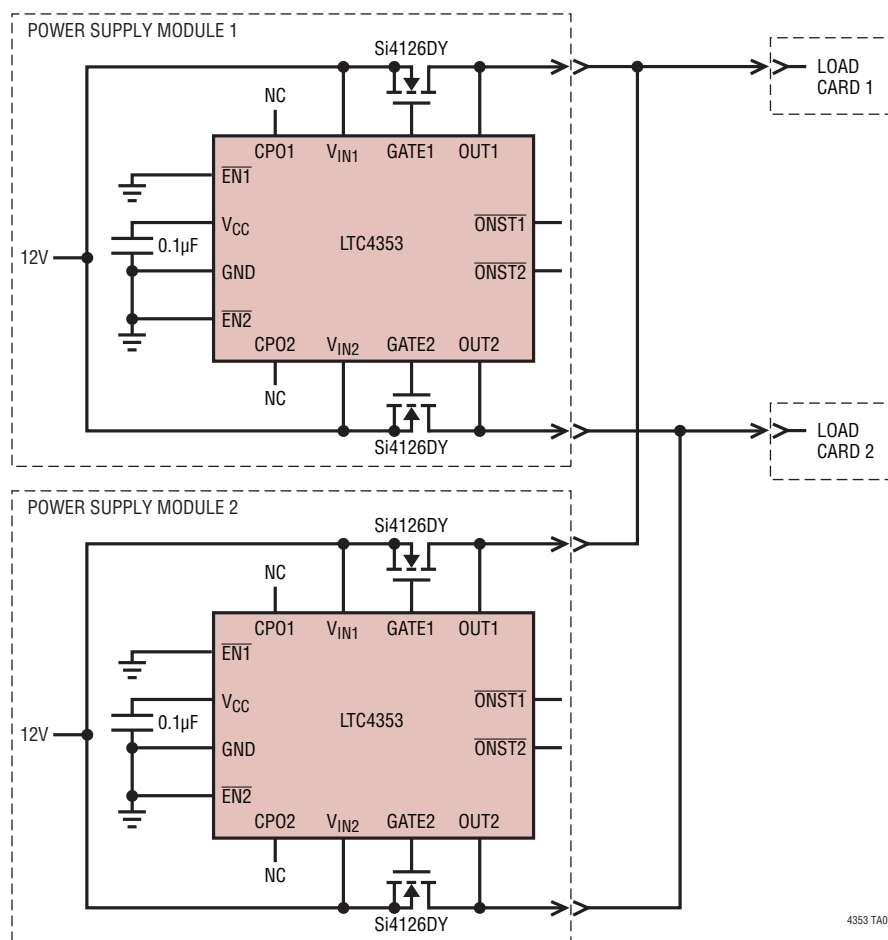 POWER SUPPLY MODULE 1
Si4126DY
NC
CPO1 VIN1 GATE1 OUT1
EN1
VCC
0.1µF
12V
GND
EN2
LTC4353
ONST1
ONST2
CPO2 VIN2 GATE2 OUT2
NC
Si4126DY
LOAD
CARD 1
LOAD
CARD 2
POWER SUPPLY MODULE 2
Si4126DY
NC
CPO1 VIN1 GATE1 OUT1
EN1
VCC
0.1µF
12V
GND
EN2
LTC4353
ONST1
ONST2
CPO2 VIN2 GATE2 OUT2
NC
Si4126DY
4353 TA0